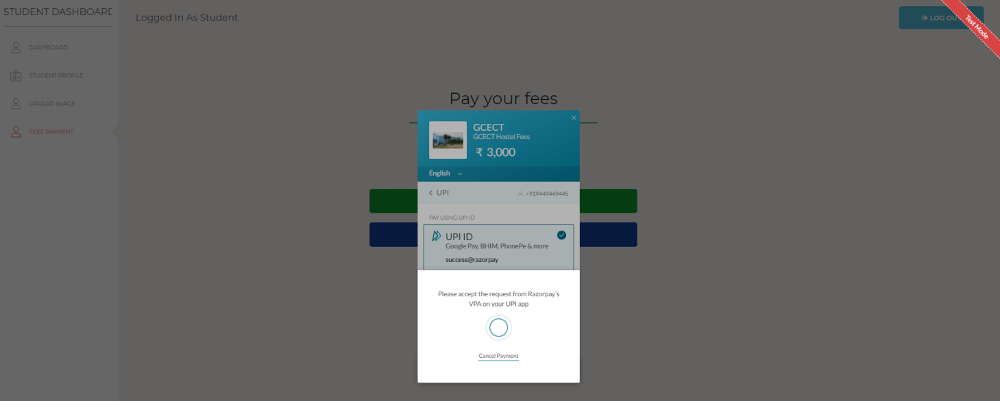 STUDENT DASHBOARD
Logged In As Student
LOG OUT
Test Mode
DASHBOARD
STUDENT PROFILE
UPLOAD IMAGE
FEES PAYMENT
Pay your fees
GCECT
GCECT Hostel Fees
₹ 3,000
English
UPI
+919449449445
PAY USING UPI ID
UPI ID
Google Pay, BHIM, PhonePe & more
success@razorpay
Please accept the request from Razorpay's
VPA on your UPI app
Cancel Payment